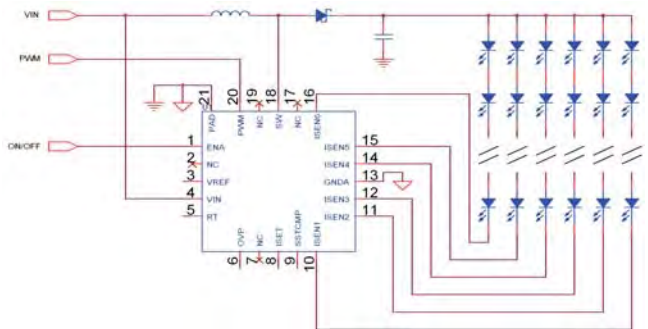 VIN
PWM
ON/OFF
21
20
19
18
17
16
PAD
PWM
NC
SW
NC
ISEN6
1
ENA
2
NC
3
VREF
4
VIN
5
RT
ISEN5
15
ISEN4
14
GNDA
13
ISEN3
12
ISEN2
11
OVP
NC
ISET
SSTCMP
ISEN1
6
7
8
9
10